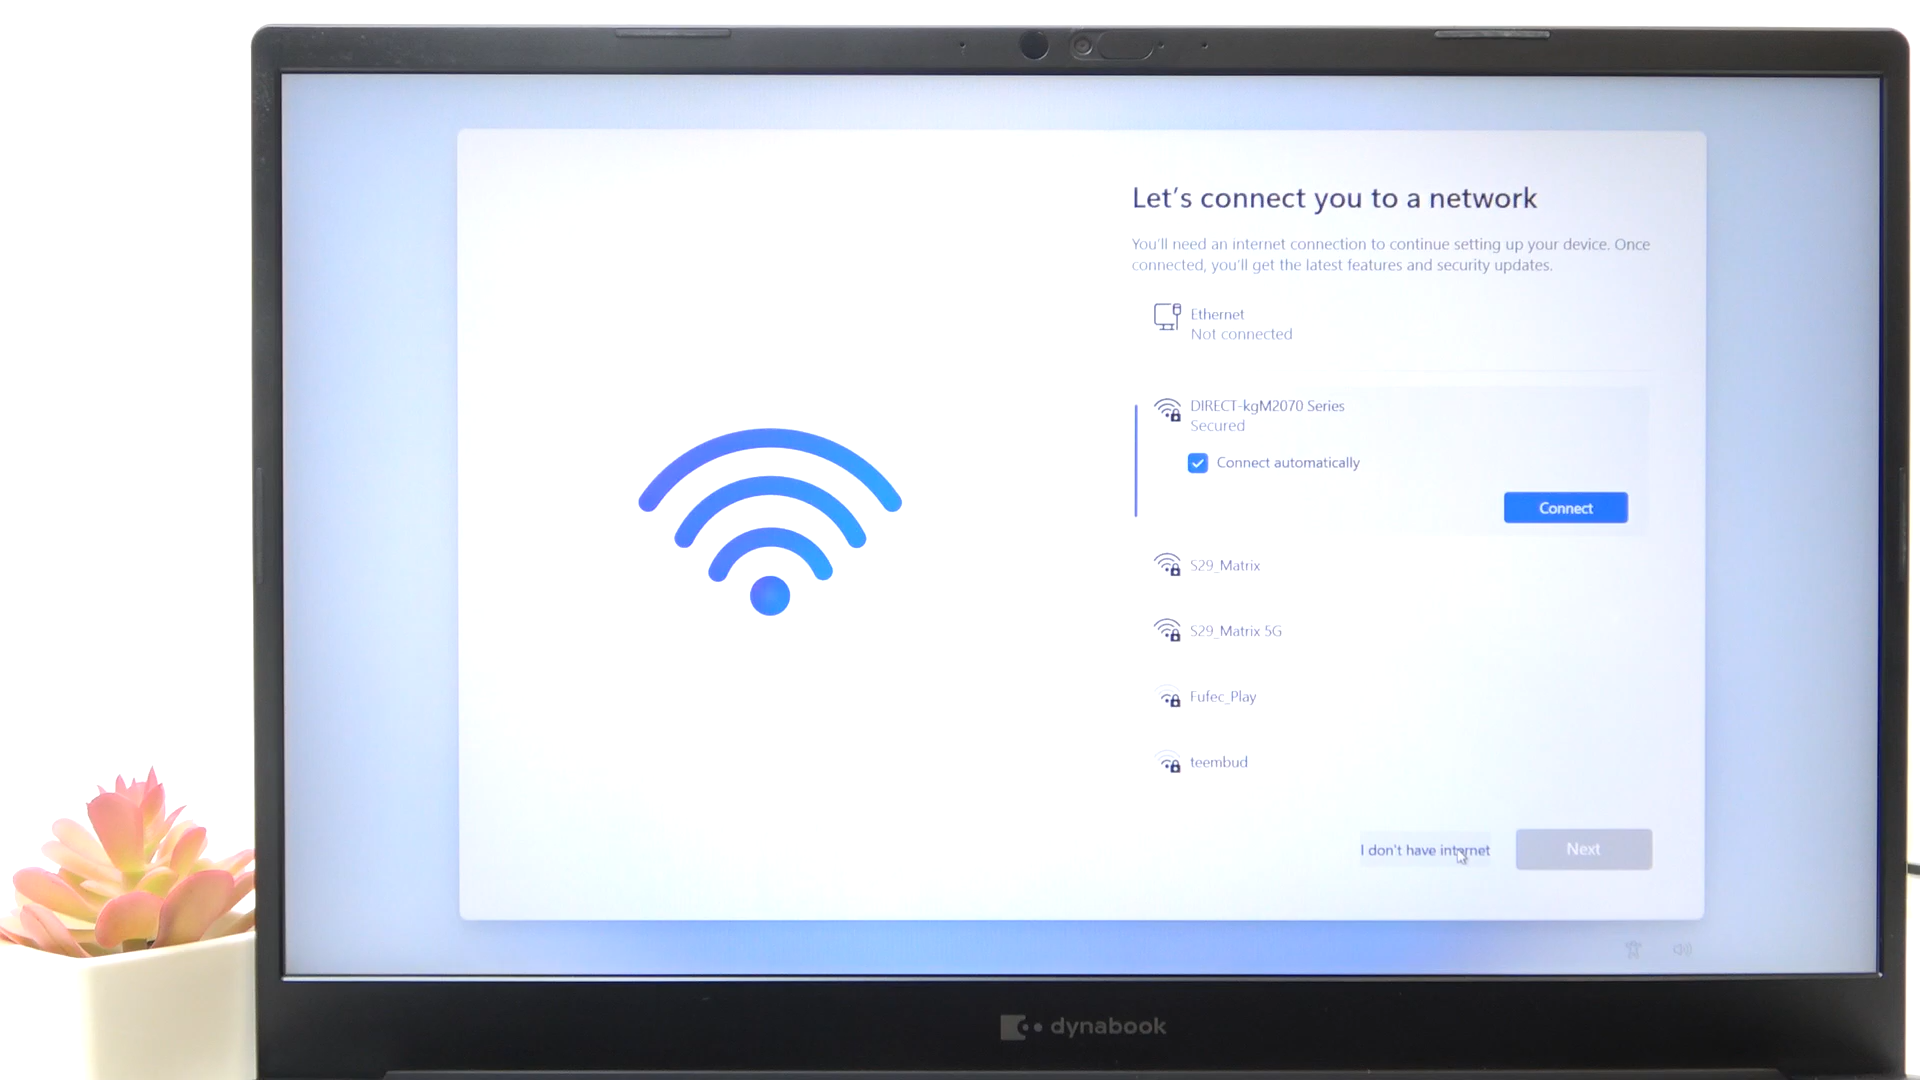 Let's connect you to a network
You'll need an internet connection to continue setting up your device. Once
connected, you'll get the latest features and security updates.
Ethernet
Not connected
DIRECT-kgM2070 Series
Secured
Connect automatically
Connect
S29_Matrix
S29_Matrix 5G
Fufec_Play
teembud
I don't have internet
Next
dynabook